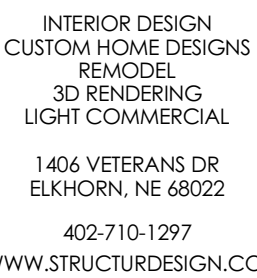 INTERIOR DESIGN
CUSTOM HOME DESIGNS
REMODEL
3D RENDERING
LIGHT COMMERCIAL
1406 VETERANS DR
ELKHORN, NE 68022
402-710-1297
WWW.STRUCTURDESIGN.CO